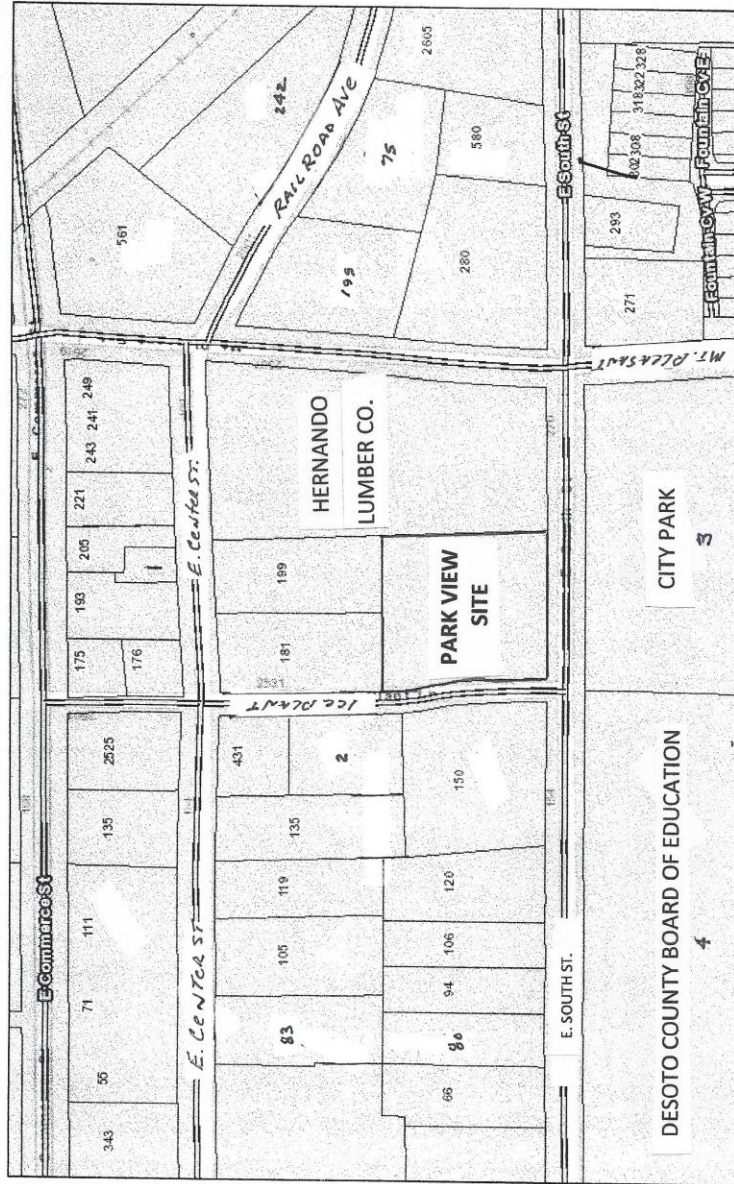 E-Commerce St
343
55
71
111
135
2525
175
176
193
205
1
221
243
241
249
561
242
RAILROAD AVE
E. CENTER ST
E. Center ST.
83
105
119
135
431
2
ICE PLANT
181
199
HERNANDO
LUMBER CO.
195
75
2605
66
80
94
106
120
150
PARK VIEW
SITE
280
580
E. SOUTH ST.
E South St
DESOTO COUNTY BOARD OF EDUCATION
4
CITY PARK
3
MT. PLEASANT
271
293
308
318
322
328
Fountain Cv W
Fountain Cv E